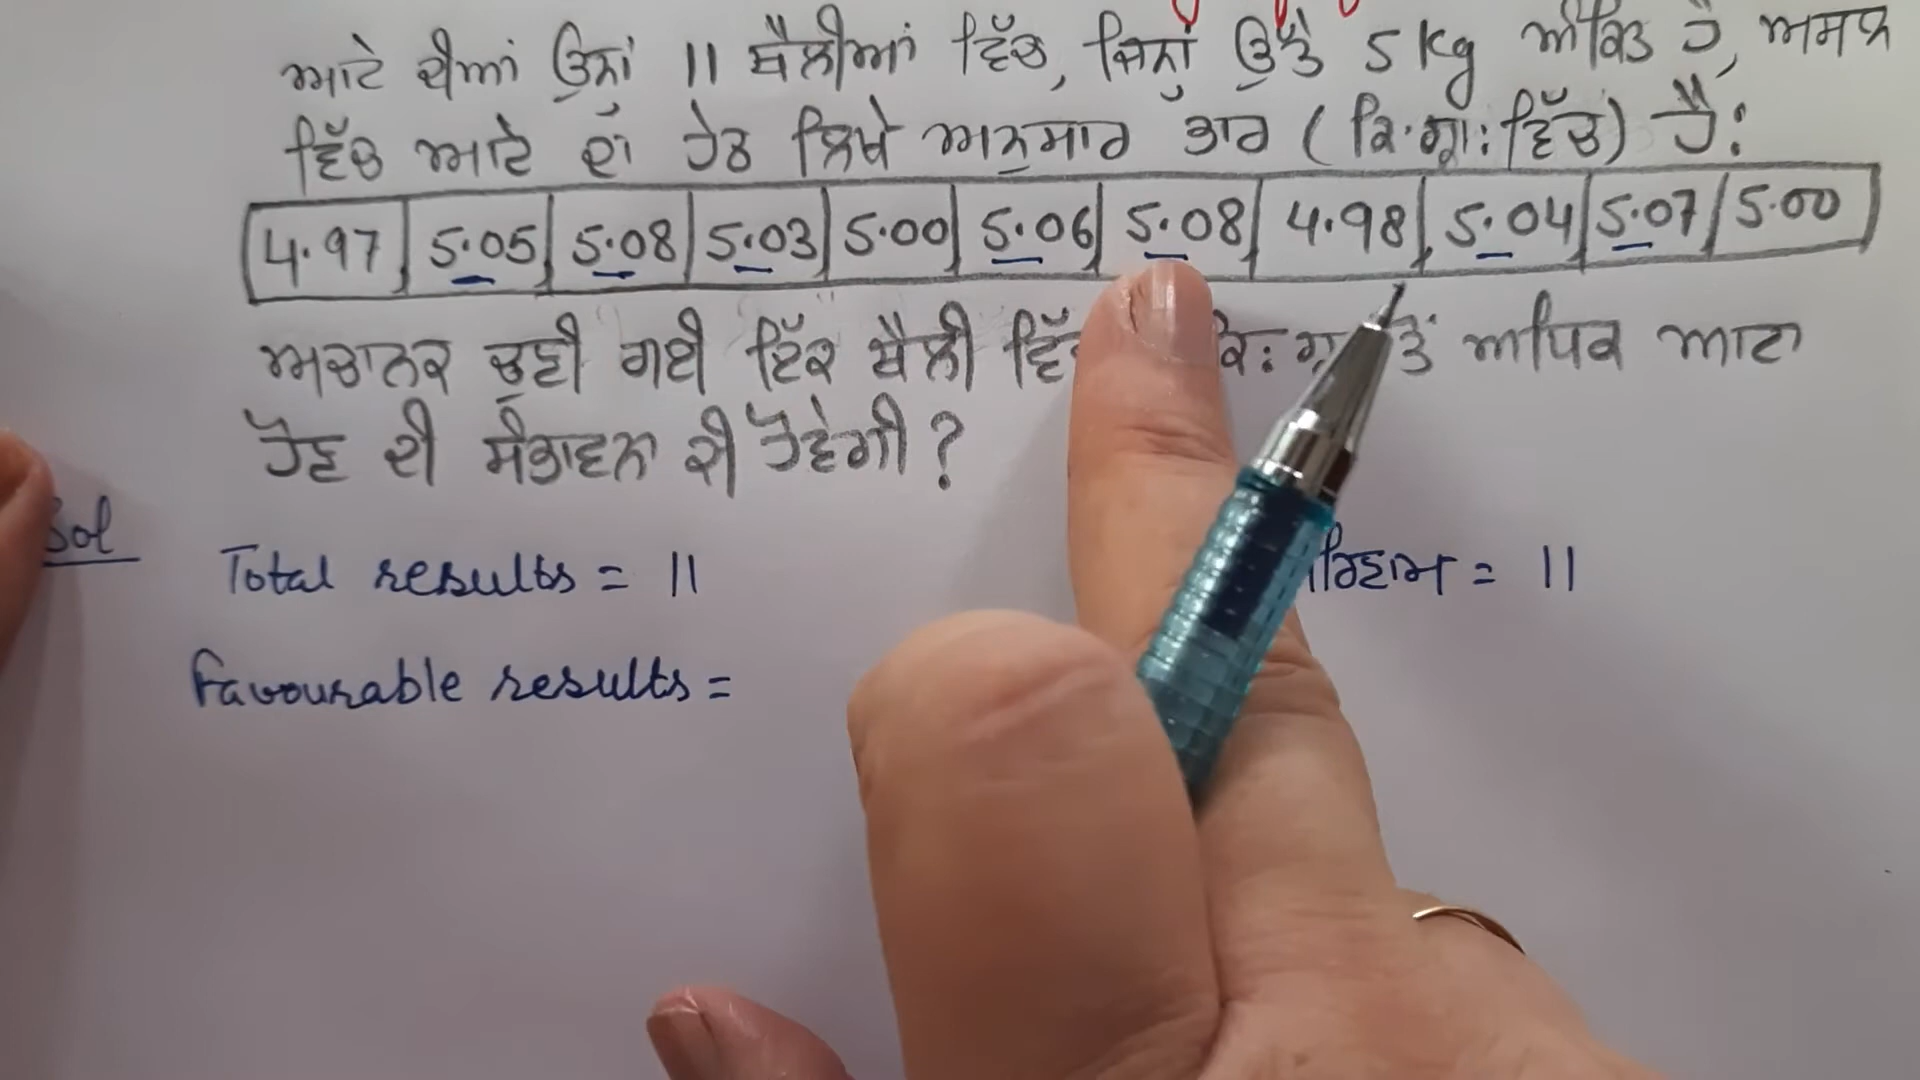 ਆਟੇ ਦੀਆਂ ਉਨਾਂ 11 ਥੈਲੀਆਂ ਵਿੱਚ, ਜਿਨਾਂ ਉੱਤੇ 5 kg ਅੰਕਿਤ ਹੈ, ਅਸਲ
ਵਿੱਚ ਆਟੇ ਦਾ ਹੇਠ ਲਿਖੇ ਅਨੁਸਾਰ ਭਾਰ (ਕਿ.ਗ੍ਰਾ: ਵਿੱਚ) ਹੈ:
4.97 5.05 5.08 5.03 5.00 5.06 5.08 4.98 5.04 5.07 5.00
ਅਚਾਨਕ ਚੁਣੀ ਗਈ ਇੱਕ ਥੈਲੀ ਕਿ: ਤੋਂ ਅਧਿਕ ਆਟਾ
ਹੋਣ ਦੀ ਸੰਭਾਵਨਾ ਕੀ ਹੋਵੇਗੀ?
Sol
Total results = 11 = 11
favourable results =